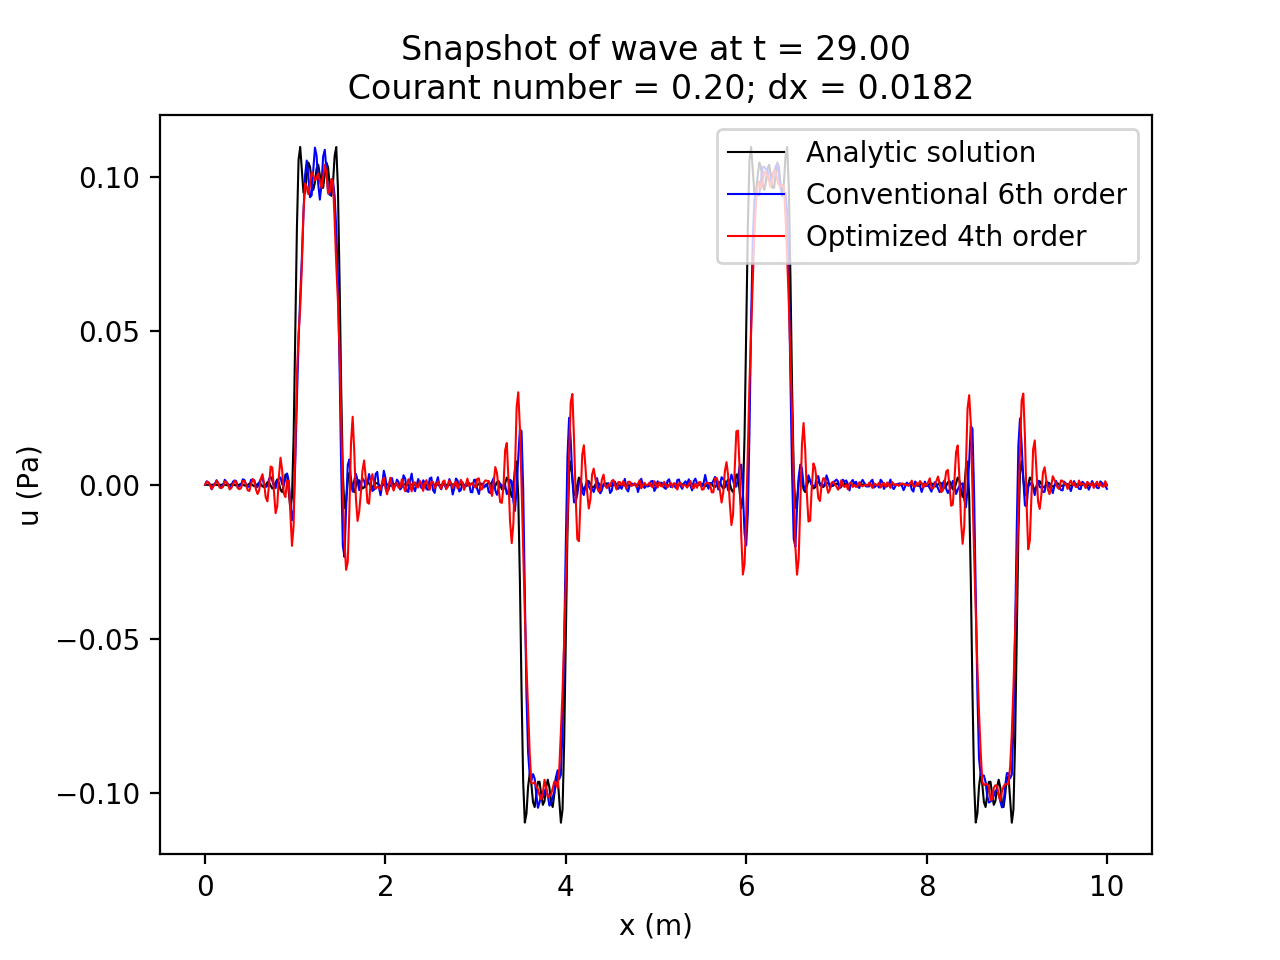 Snapshot of wave at t = 29.00
Courant number = 0.20; dx = 0.0182
Analytic solution
Conventional 6th order
Optimized 4th order
0.10
0.05
0.00
−0.05
−0.10
u (Pa)
0 2 4 6 8 10
x (m)